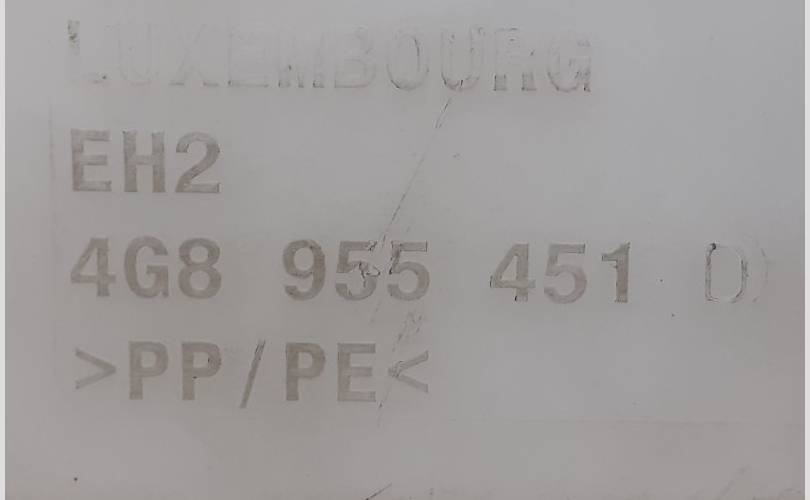 LUXEMBOURG
EH2
4G8 955 451 D
>PP/PE<